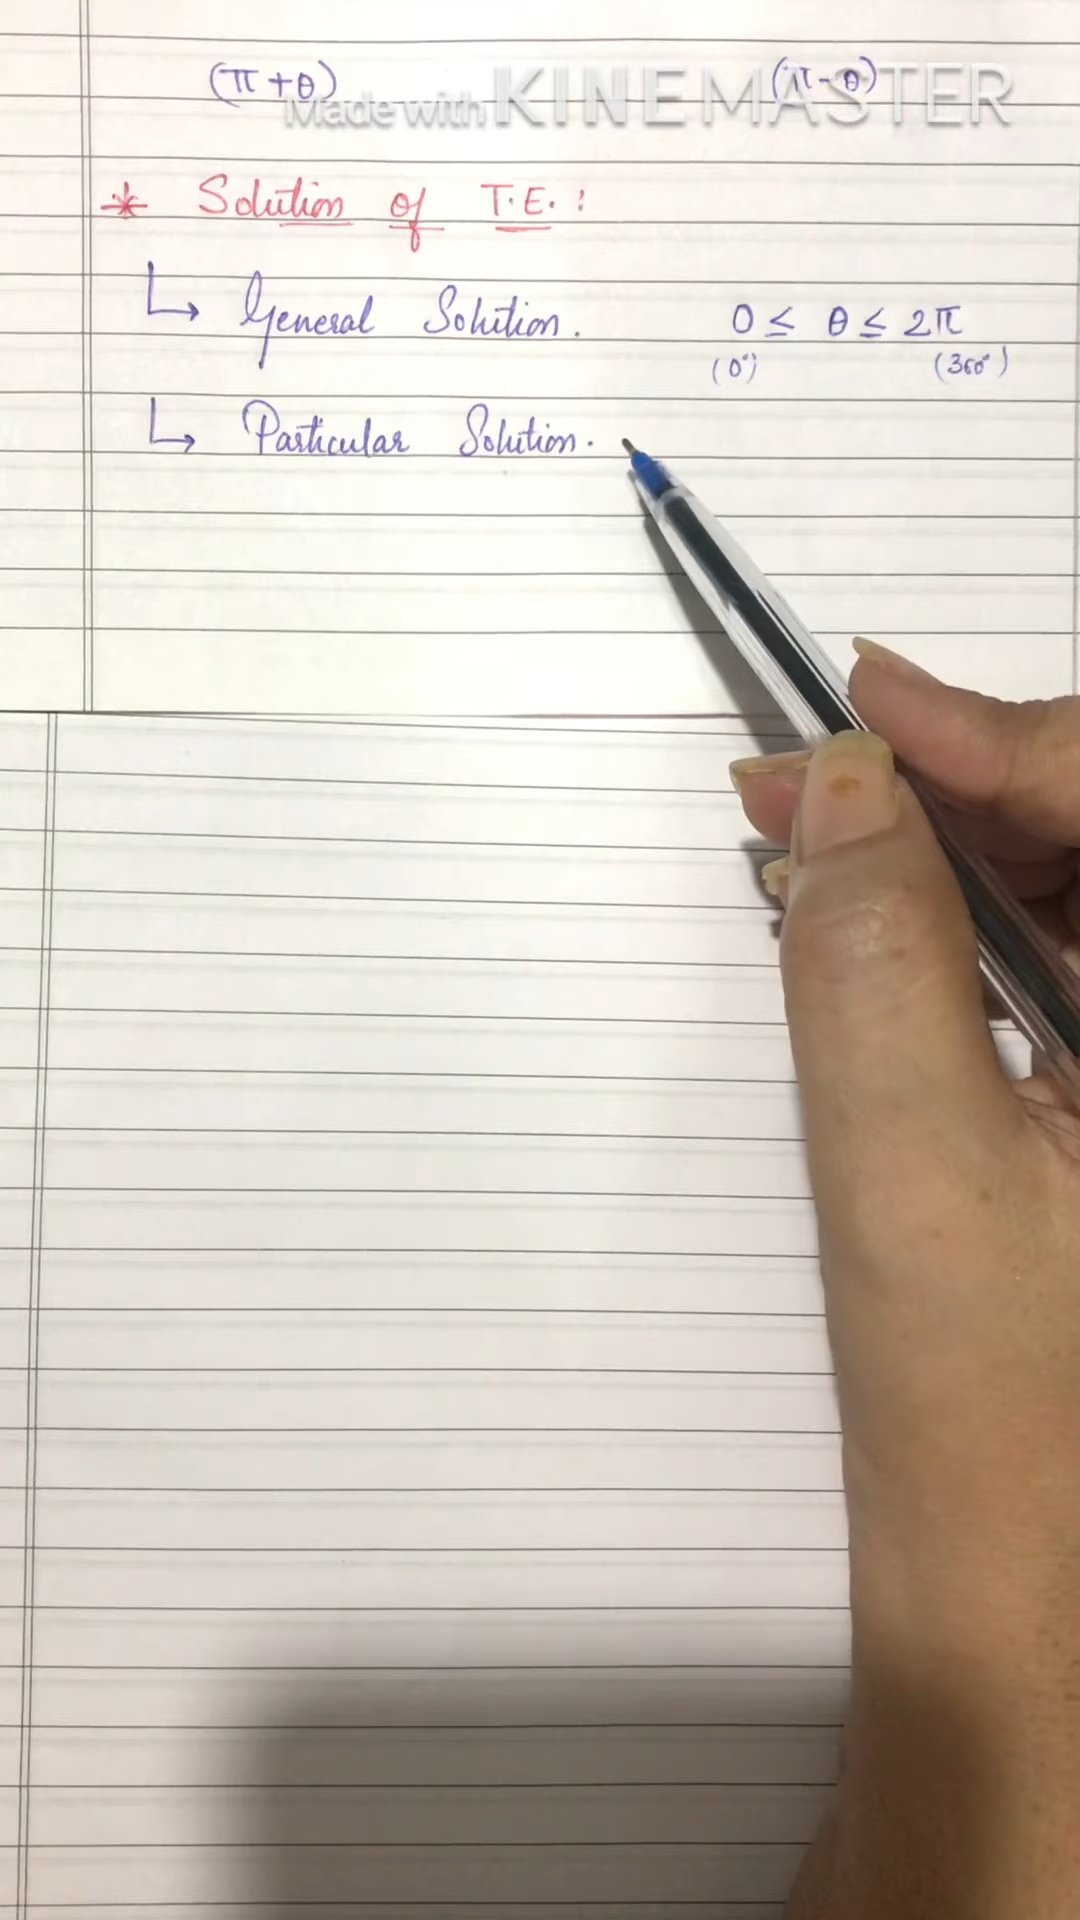 (π + θ) (π - θ)
Made with KINEMASTER
* Solution of T.E. :
↳ General Solution. 0 ≤ θ ≤ 2π
(0°) (360°)
↳ Particular Solution.